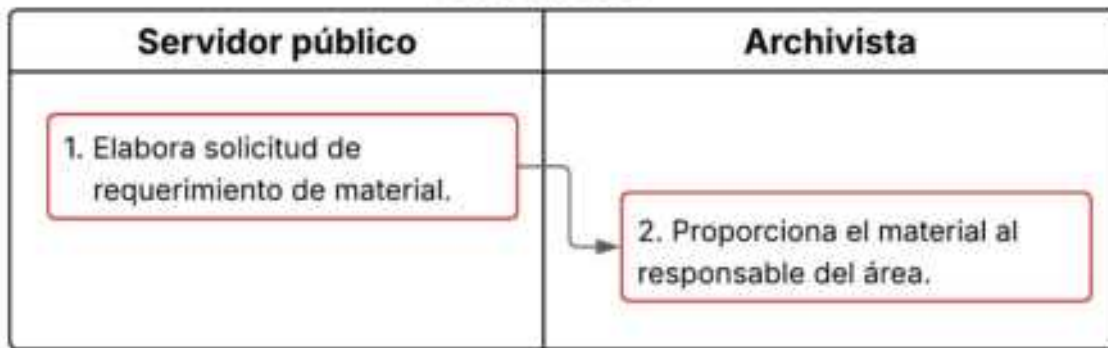 Servidor público
Archivista
1. Elabora solicitud de
requerimiento de material.
2. Proporciona el material al
responsable del área.